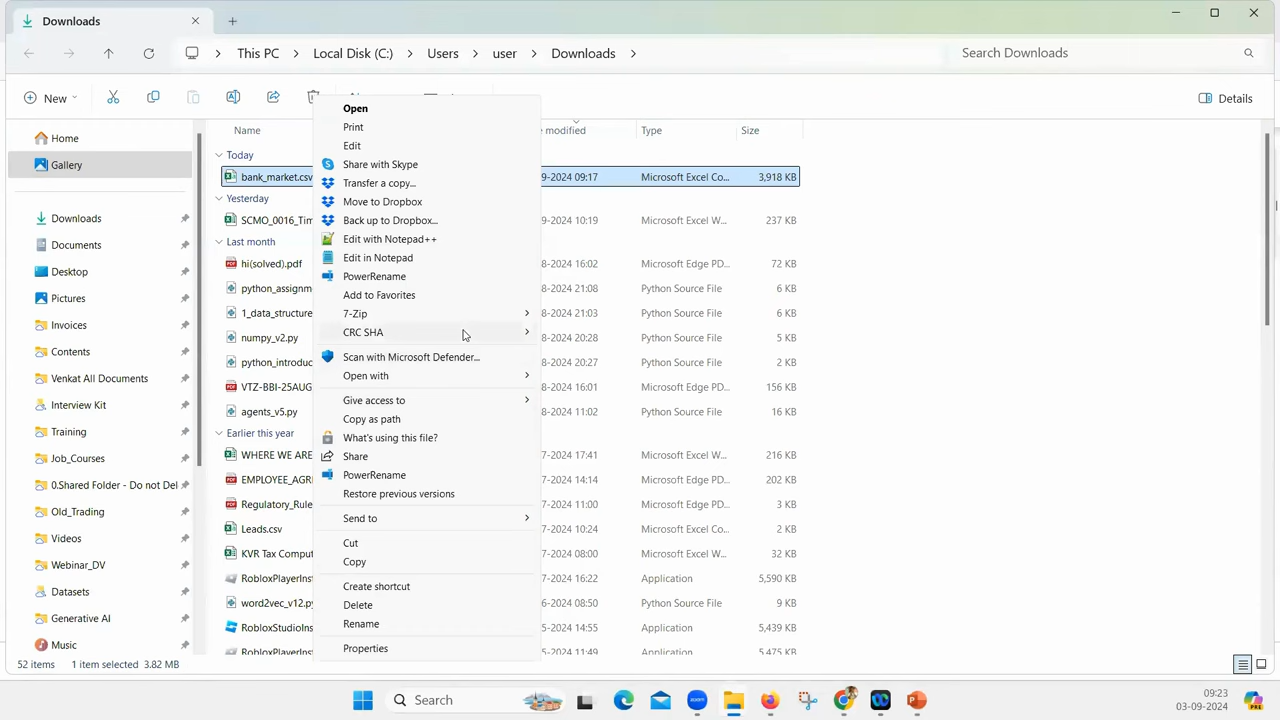 Downloads
This PC > Local Disk (C:) > Users > user > Downloads >
Search Downloads
New
Details
Name
e modified
Type
Size
Home
Gallery
Downloads
Documents
Desktop
Pictures
Invoices
Contents
Venkat All Documents
Interview Kit
Training
Job_Courses
0.Shared Folder - Do not Del
Old_Trading
Videos
Webinar_DV
Datasets
Generative AI
Music
Today
bank_market.csv 9-2024 09:17 Microsoft Excel Co... 3,918 KB
Yesterday
SCMO_0016_Tim 9-2024 10:19 Microsoft Excel W... 237 KB
Last month
hi(solved).pdf 8-2024 16:02 Microsoft Edge PD... 72 KB
python_assignm 8-2024 21:08 Python Source File 6 KB
1_data_structure 8-2024 21:03 Python Source File 6 KB
numpy_v2.py 8-2024 20:28 Python Source File 6 KB
python_introduc 8-2024 20:27 Python Source File 2 KB
VTZ-BBI-25AUG 8-2024 16:01 Microsoft Edge PD... 156 KB
agents_v5.py 8-2024 11:02 Python Source File 16 KB
Earlier this year
WHERE WE ARE 7-2024 17:41 Microsoft Excel W... 216 KB
EMPLOYEE_AGR 7-2024 14:14 Microsoft Edge PD... 202 KB
Regulatory_Rule 7-2024 11:00 Microsoft Edge PD... 3 KB
Leads.csv 7-2024 10:24 Microsoft Excel Co... 2 KB
KVR Tax Comput 7-2024 08:00 Microsoft Excel W... 32 KB
RobloxPlayerInst 7-2024 16:22 Application 5,590 KB
word2vec_v12.py 6-2024 08:50 Python Source File 9 KB
RobloxStudioIns 5-2024 14:55 Application 5,439 KB
RobloxPlayerInst 5-2024 11:49 Application 5,475 KB
Open
Print
Edit
Share with Skype
Transfer a copy...
Move to Dropbox
Back up to Dropbox...
Edit with Notepad++
Edit in Notepad
PowerRename
Add to Favorites
7-Zip
CRC SHA
Scan with Microsoft Defender...
Open with
Give access to
Copy as path
What's using this file?
Share
PowerRename
Restore previous versions
Send to
Cut
Copy
Create shortcut
Delete
Rename
Properties
52 items 1 item selected 3.82 MB
Search
zoom
09:23
03-09-2024